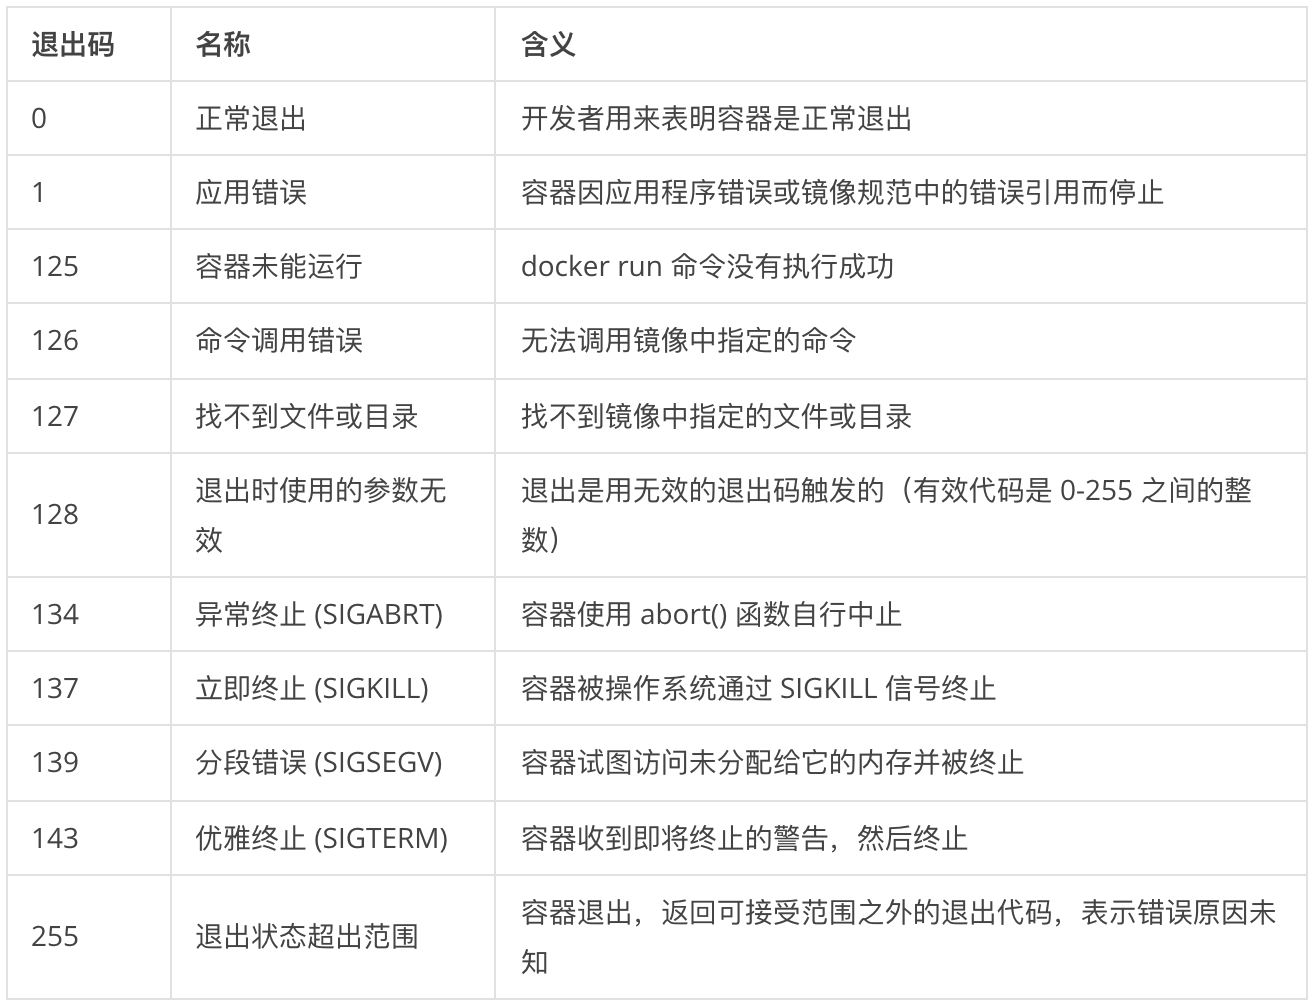 退出码 名称 含义
0 正常退出 开发者用来表明容器是正常退出
1 应用错误 容器因应用程序错误或镜像规范中的错误引用而停止
125 容器未能运行 docker run 命令没有执行成功
126 命令调用错误 无法调用镜像中指定的命令
127 找不到文件或目录 找不到镜像中指定的文件或目录
128 退出时使用的参数无 退出是用无效的退出码触发的（有效代码是 0-255 之间的整
效 数）
134 异常终止 (SIGABRT) 容器使用 abort() 函数自行中止
137 立即终止 (SIGKILL) 容器被操作系统通过 SIGKILL 信号终止
139 分段错误 (SIGSEGV) 容器试图访问未分配给它的内存并被终止
143 优雅终止 (SIGTERM) 容器收到即将终止的警告，然后终止
255 退出状态超出范围 容器退出，返回可接受范围之外的退出代码，表示错误原因未
知